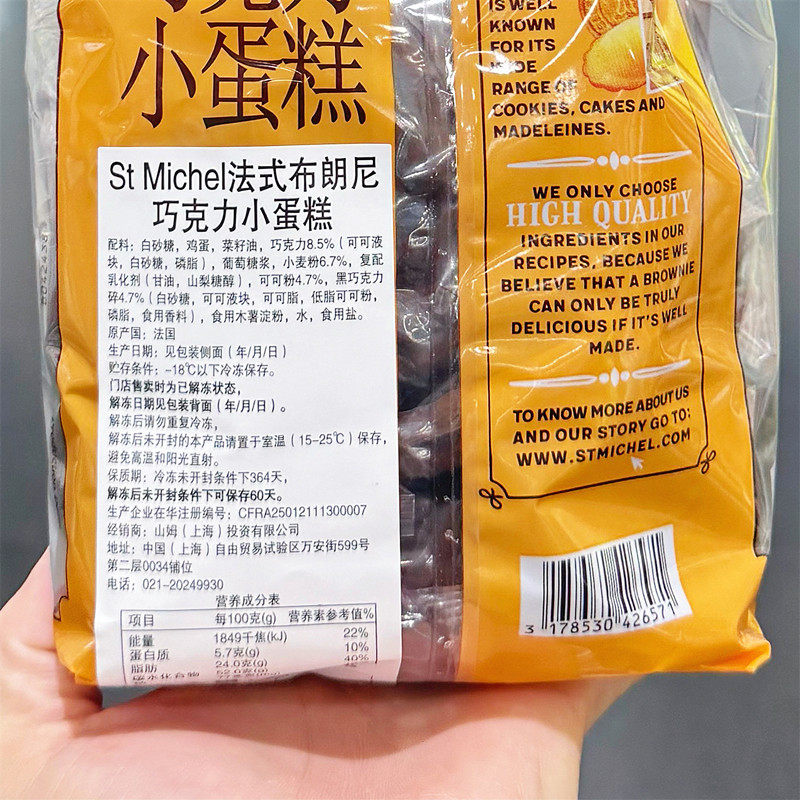 小蛋糕
St Michel法式布朗尼
巧克力小蛋糕
配料：白砂糖，鸡蛋，菜籽油，巧克力8.5%（可可液
块，白砂糖，磷脂），葡萄糖浆，小麦粉6.7%，复配
乳化剂（甘油，山梨糖醇），可可粉4.7%，黑巧克力
碎4.7%（白砂糖，可可液块，可可脂，低脂可可粉，
磷脂，食用香料），食用木薯淀粉，水，食用盐。
原产国：法国
生产日期：见包装侧面（年/月/日）
贮存条件：-18℃以下冷冻保存。
门店售卖时为已解冻状态，
解冻日期见包装背面（年/月/日）。
解冻后请勿重复冷冻，
解冻后未开封的本产品请置于室温（15-25℃）保存，
避免高温和阳光直射。
保质期：冷冻未开封条件下364天，
解冻后未开封条件下可保存60天。
生产企业在华注册编号：CFRA25012111300007
经销商：山姆（上海）投资有限公司
地址：中国（上海）自由贸易试验区万安街599号
第二层0034铺位
电话：021-20249930
营养成分表
项目 每100克(g) 营养素参考值%
能量 1849千焦(kJ) 22%
蛋白质 5.7克(g) 10%
脂肪 24.0克(g) 40%
碳水化合物 52.0克(g)
IS WELL
KNOWN
FOR ITS
WIDE
RANGE OF
COOKIES, CAKES AND
MADELEINES.
WE ONLY CHOOSE
HIGH QUALITY
INGREDIENTS IN OUR
RECIPES, BECAUSE WE
BELIEVE THAT A BROWNIE
CAN ONLY BE TRULY
DELICIOUS IF IT'S WELL
MADE.
TO KNOW MORE ABOUT US
AND OUR STORY GO TO:
WWW.STMICHEL.COM
3 178530 426571